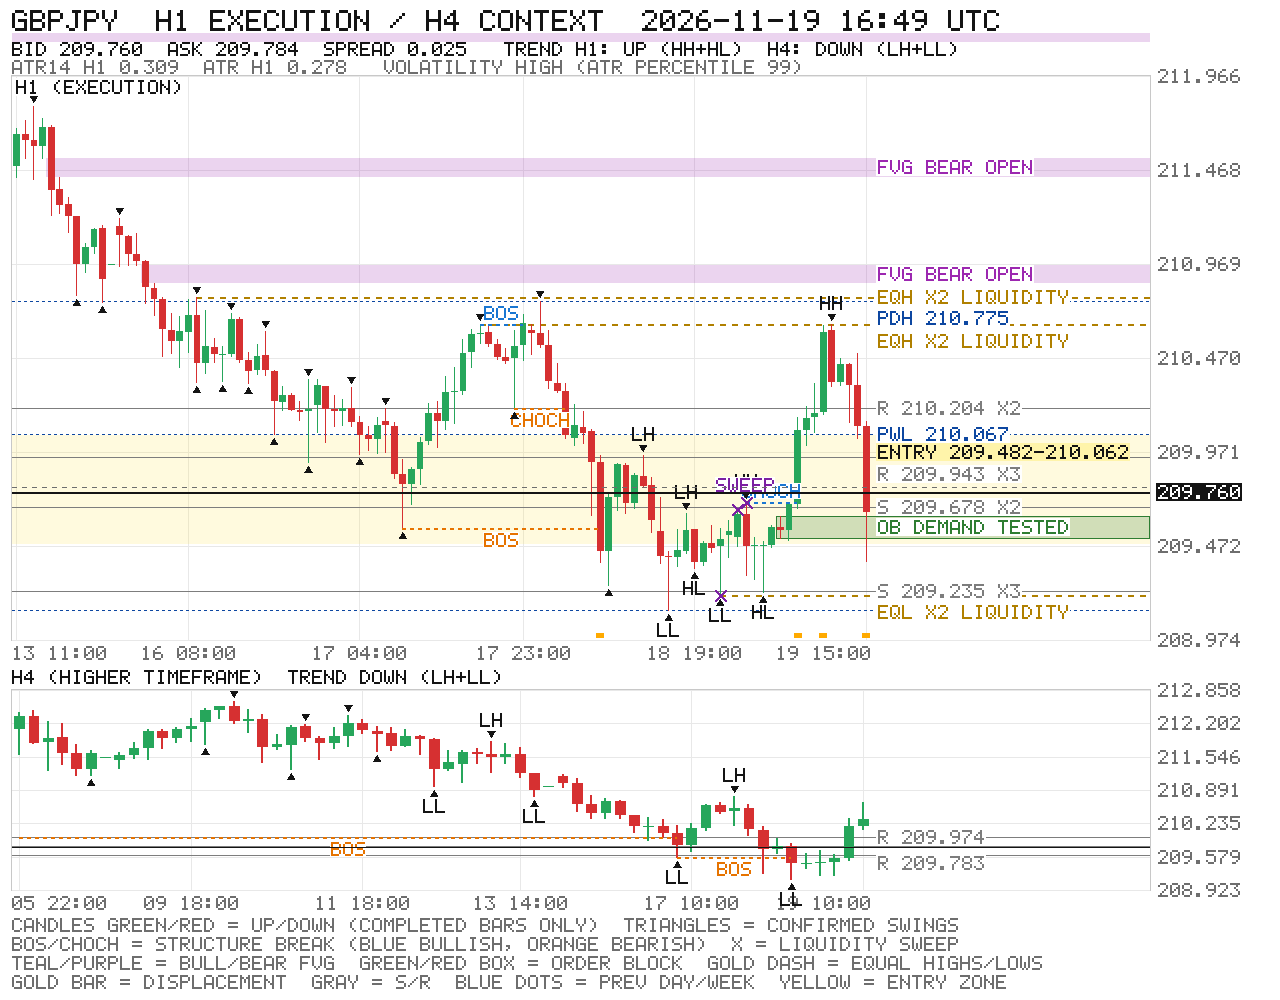 GBPJPY H1 EXECUTION / H4 CONTEXT 2026-11-19 16:49 UTC
BID 209.760 ASK 209.784 SPREAD 0.025 TREND H1: UP (HH+HL) H4: DOWN (LH+LL)
ATR14 H1 0.309 ATR H1 0.278 VOLATILITY HIGH (ATR PERCENTILE 99)
211.966
H1 (EXECUTION)
FVG BEAR OPEN
211.468
FVG BEAR OPEN
210.969
EQH X2 LIQUIDITY
HH
BOS
PDH 210.775
EQH X2 LIQUIDITY
210.470
R 210.204 X2
CHOCH
LH
PWL 210.067
ENTRY 209.482-210.062
209.971
R 209.943 X3
SWEEP
LH
209.760
S 209.678 X2
OB DEMAND TESTED
BOS
209.472
HL
S 209.235 X3
LL
HL
EQL X2 LIQUIDITY
LL
208.974
13 11:00 16 08:00 17 04:00 17 23:00 18 19:00 19 15:00
H4 (HIGHER TIMEFRAME) TREND DOWN (LH+LL)
212.858
LH
212.202
211.546
LH
210.891
LL
LL
210.235
R 209.974
BOS
209.579
R 209.783
BOS
LL
208.923
LL
05 22:00 09 18:00 11 18:00 13 14:00 17 10:00 10:00
CANDLES GREEN/RED = UP/DOWN (COMPLETED BARS ONLY) TRIANGLES = CONFIRMED SWINGS
BOS/CHOCH = STRUCTURE BREAK (BLUE BULLISH, ORANGE BEARISH) X = LIQUIDITY SWEEP
TEAL/PURPLE = BULL/BEAR FVG GREEN/RED BOX = ORDER BLOCK GOLD DASH = EQUAL HIGHS/LOWS
GOLD BAR = DISPLACEMENT GRAY = S/R BLUE DOTS = PREV DAY/WEEK YELLOW = ENTRY ZONE